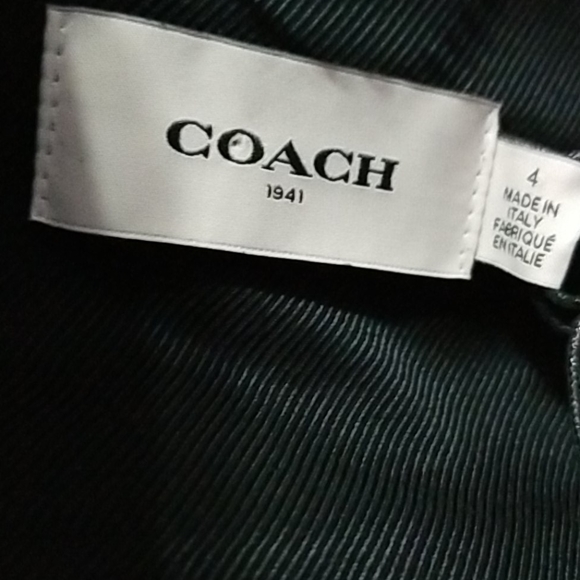 COACH
1941
4
MADE IN
ITALY
FABRIQUÉ
EN ITALIE